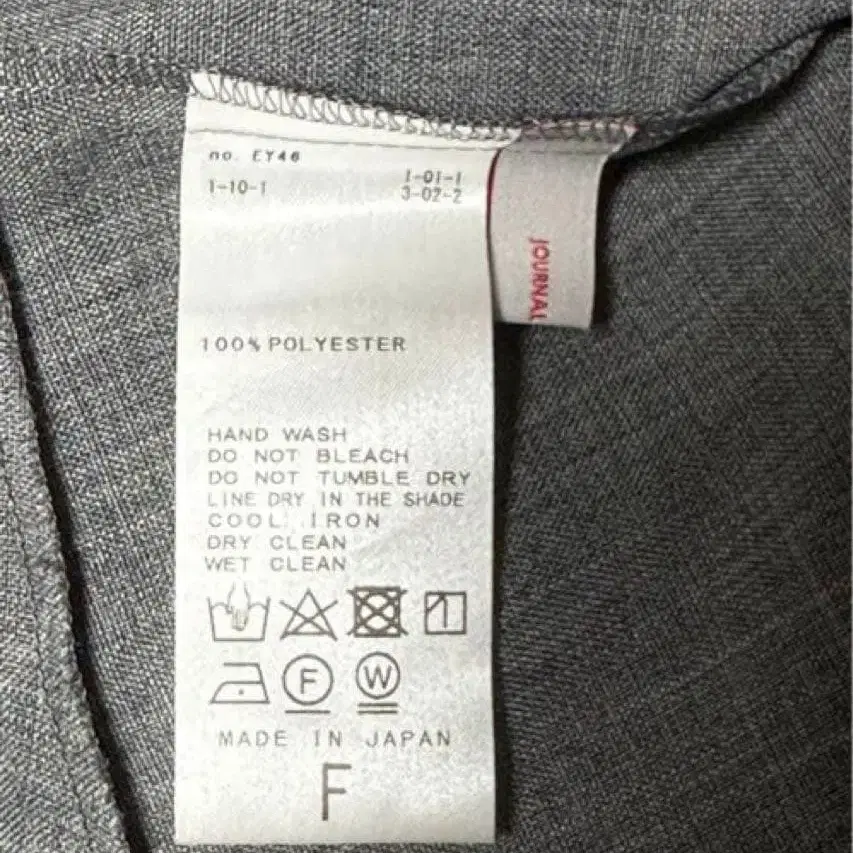 no. EY46
1-10-1 1-01-1
3-02-2
JOURNAL
100% POLYESTER
HAND WASH
DO NOT BLEACH
DO NOT TUMBLE DRY
LINE DRY IN THE SHADE
COOL IRON
DRY CLEAN
WET CLEAN
F W
MADE IN JAPAN
F